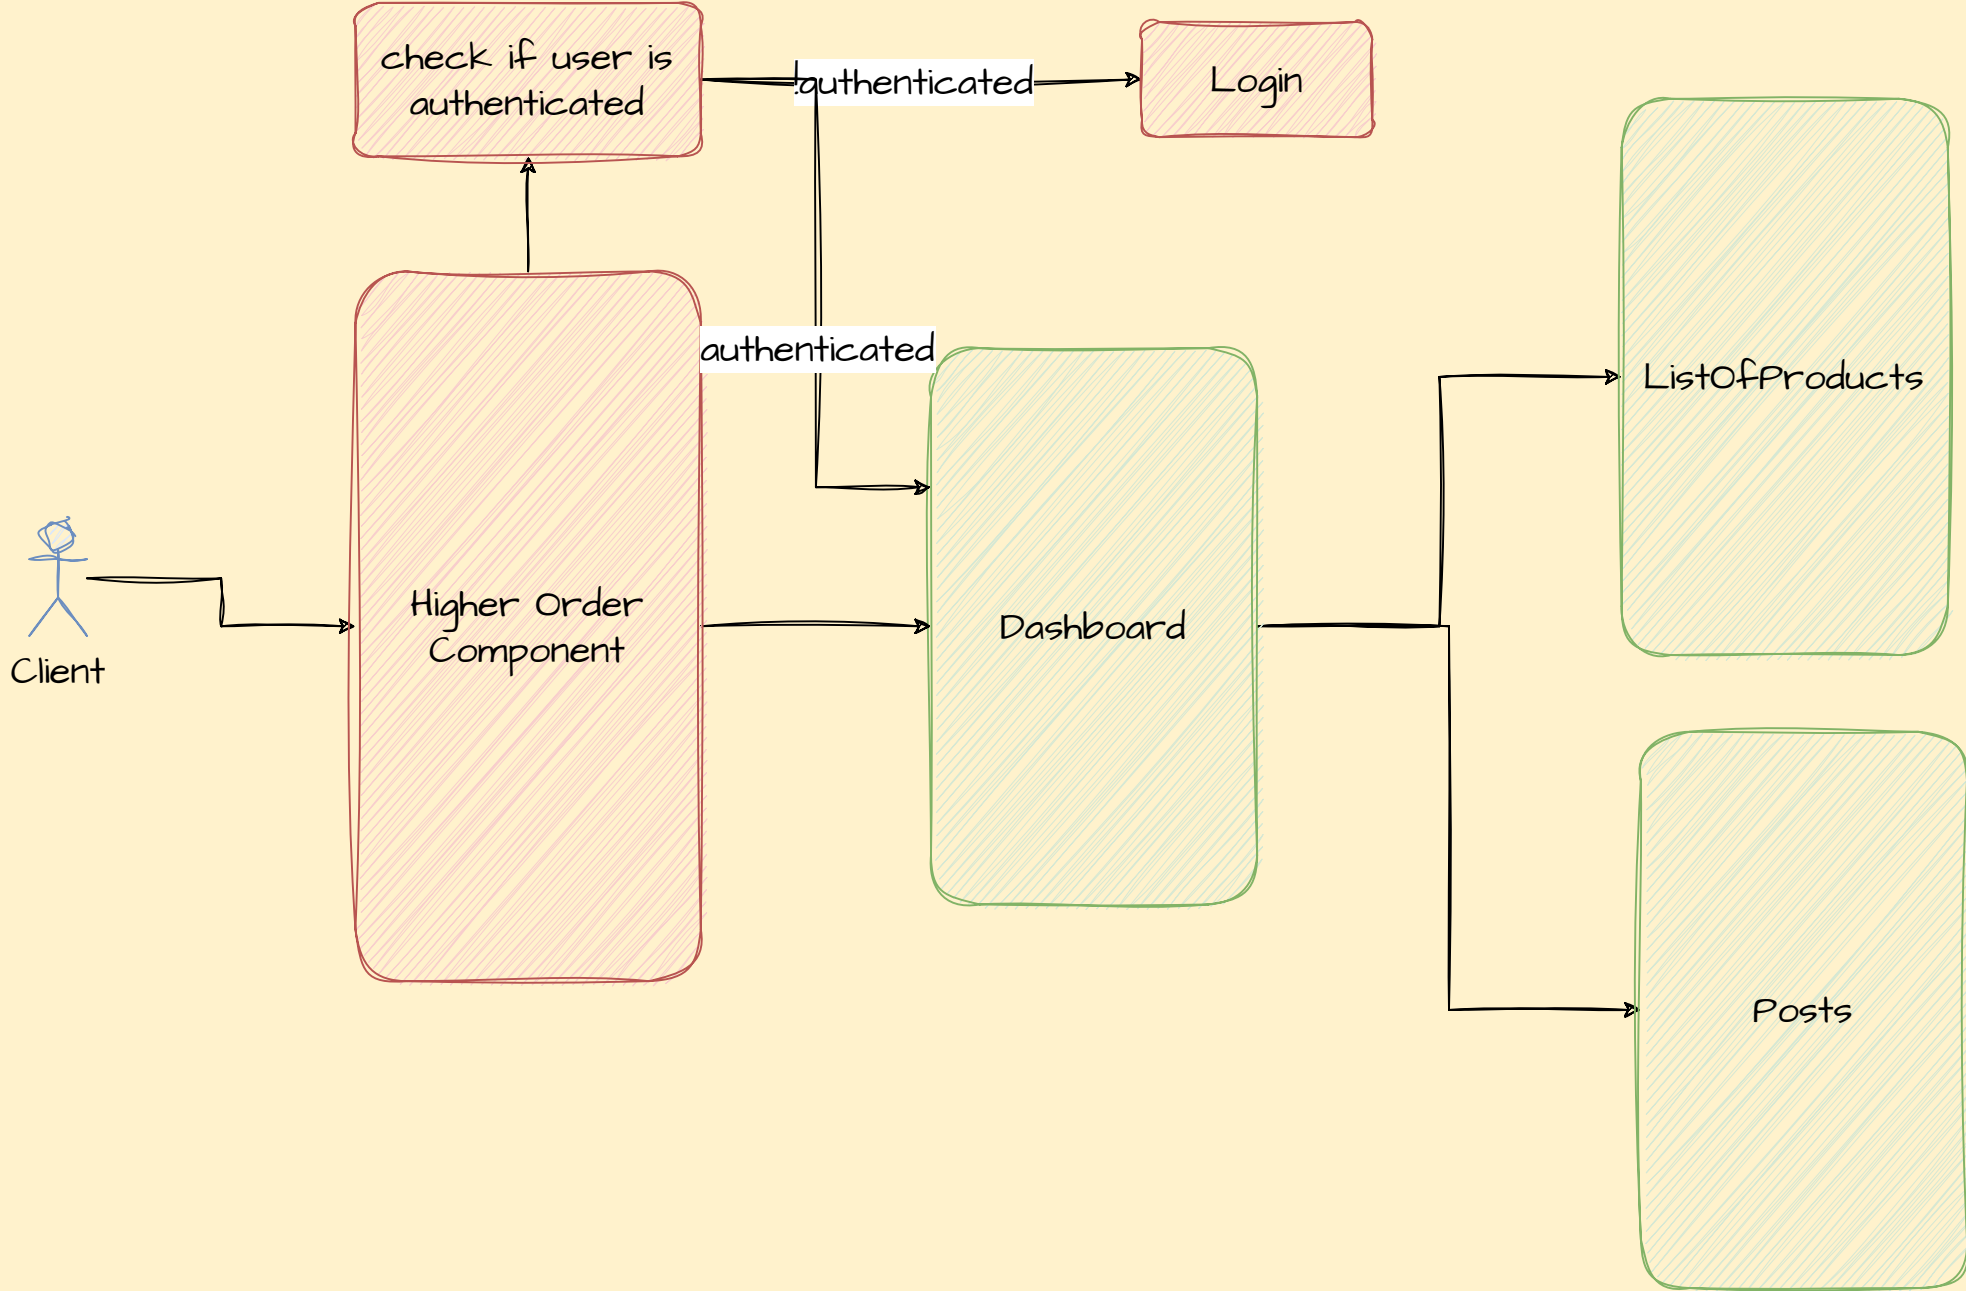 check if user is
authenticated
!authenticated
Login
authenticated
ListOfProducts
Higher Order
Component
Dashboard
Client
Posts